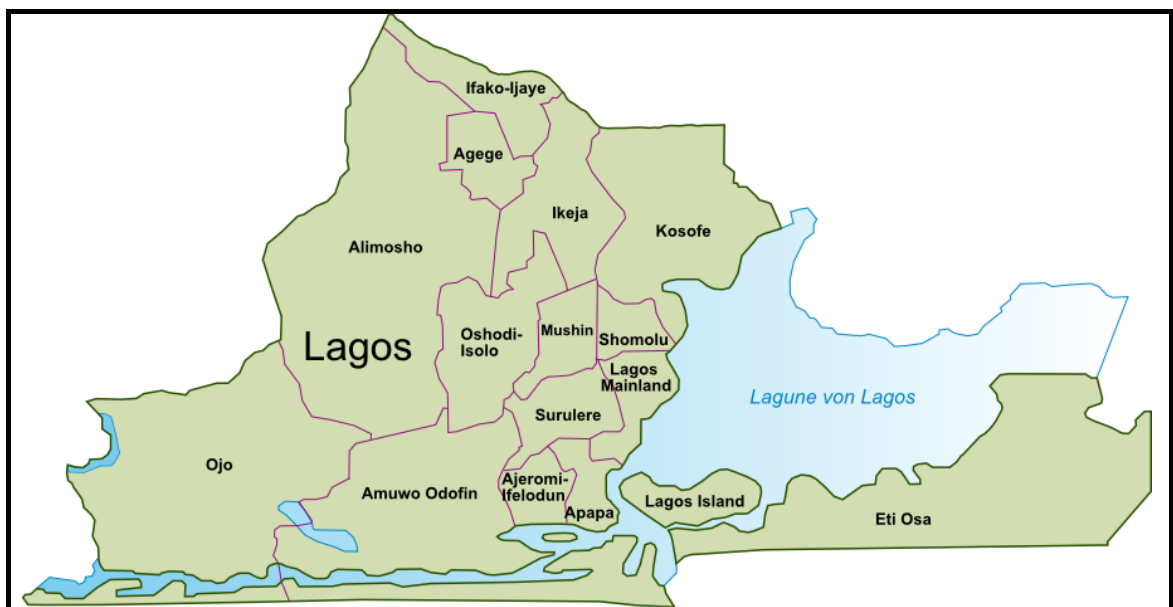 Ifako-Ijaye
Agege
Ikeja
Kosofe
Alimosho
Lagos
Oshodi-
Isolo
Mushin
Shomolu
Lagos
Mainland
Lagune von Lagos
Surulere
Ojo
Amuwo Odofin
Ajeromi-
Ifelodun
Apapa
Lagos Island
Eti Osa